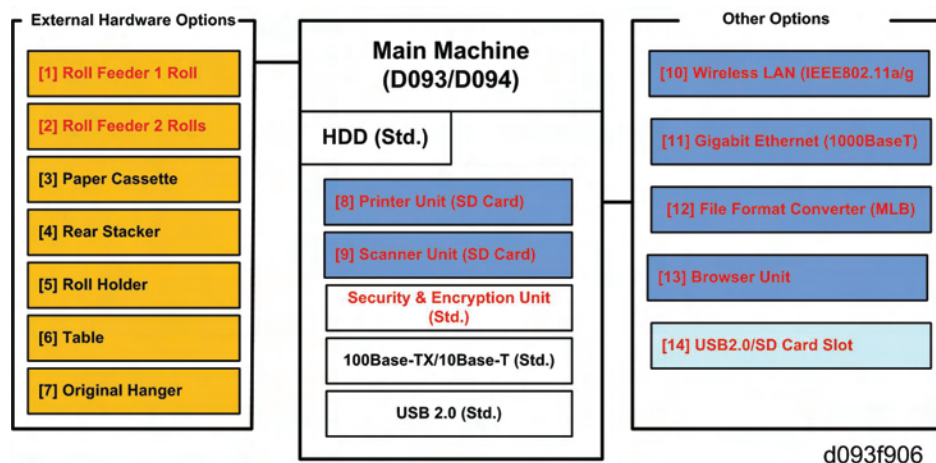 External Hardware Options
[1] Roll Feeder 1 Roll
[2] Roll Feeder 2 Rolls
[3] Paper Cassette
[4] Rear Stacker
[5] Roll Holder
[6] Table
[7] Original Hanger
Main Machine
(D093/D094)
HDD (Std.)
[8] Printer Unit (SD Card)
[9] Scanner Unit (SD Card)
Security & Encryption Unit
(Std.)
100Base-TX/10Base-T (Std.)
USB 2.0 (Std.)
Other Options
[10] Wireless LAN (IEEE802.11a/g
[11] Gigabit Ethernet (1000BaseT)
[12] File Format Converter (MLB)
[13] Browser Unit
[14] USB2.0/SD Card Slot
d093f906